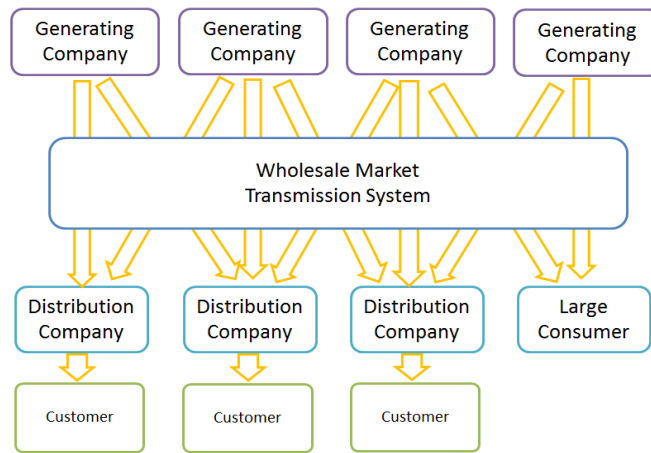 Generating
Company
Generating
Company
Generating
Company
Generating
Company
Wholesale Market
Transmission System
Distribution
Company
Distribution
Company
Distribution
Company
Large
Consumer
Customer
Customer
Customer